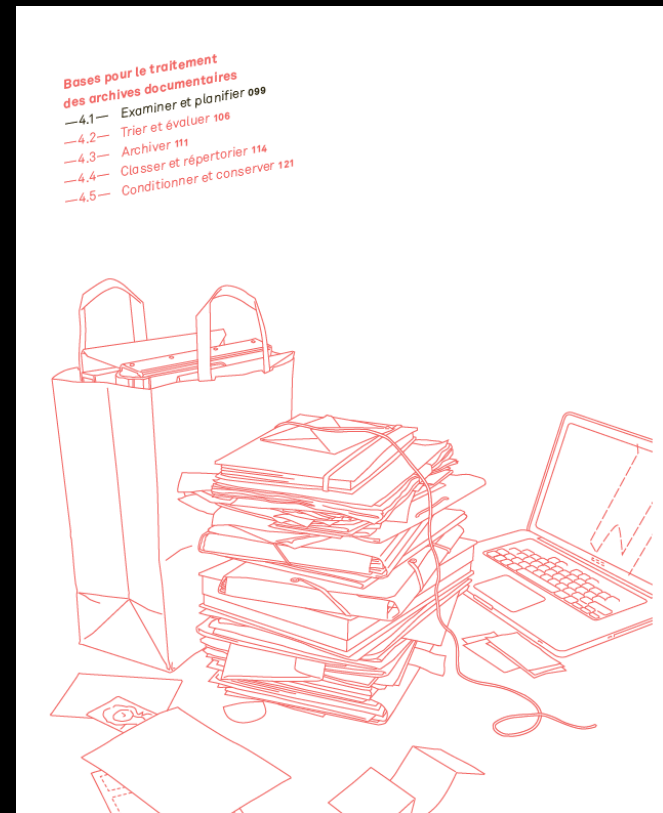 Bases pour le traitement
des archives documentaires
—4.1— Examiner et planifier 099
—4.2— Trier et évaluer 106
—4.3— Archiver 111
—4.4— Classer et répertorier 114
—4.5— Conditionner et conserver 121